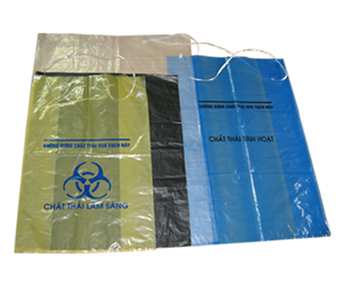 KHÔNG ĐỰNG CHẤT THẢI QUÁ VẠCH NÀY
CHẤT THẢI LÂM SÀNG
KHÔNG ĐỰNG CHẤT THẢI QUÁ VẠCH NÀY
CHẤT THẢI SINH HOẠT